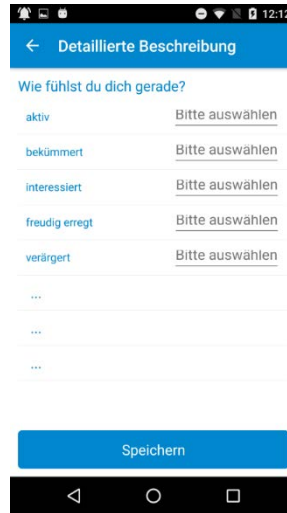 12:12
Detaillierte Beschreibung
Wie fühlst du dich gerade?
aktiv Bitte auswählen
bekümmert Bitte auswählen
interessiert Bitte auswählen
freudig erregt Bitte auswählen
verärgert Bitte auswählen
...
...
...
Speichern